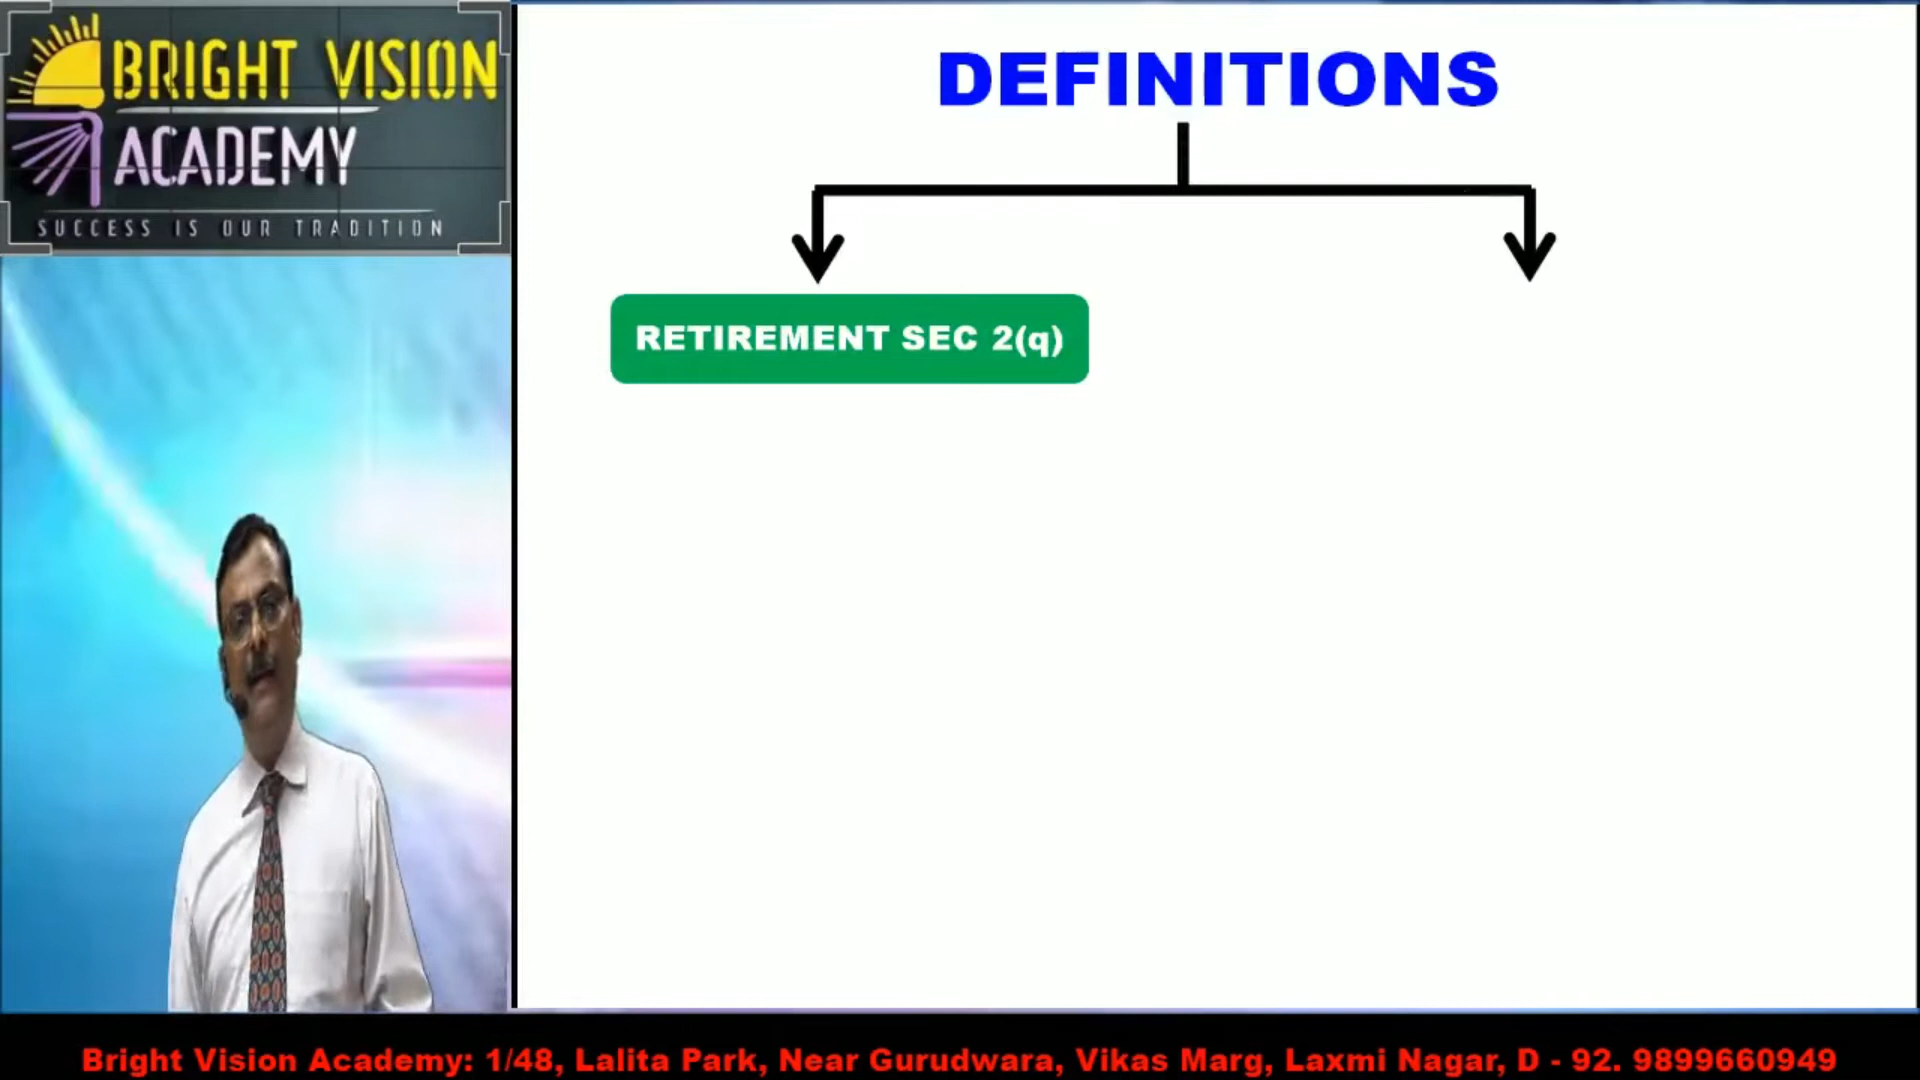 BRIGHT VISION
ACADEMY
SUCCESS IS OUR TRADITION
DEFINITIONS
RETIREMENT SEC 2(q)
Bright Vision Academy: 1/48, Lalita Park, Near Gurudwara, Vikas Marg, Laxmi Nagar, D - 92. 9899660949